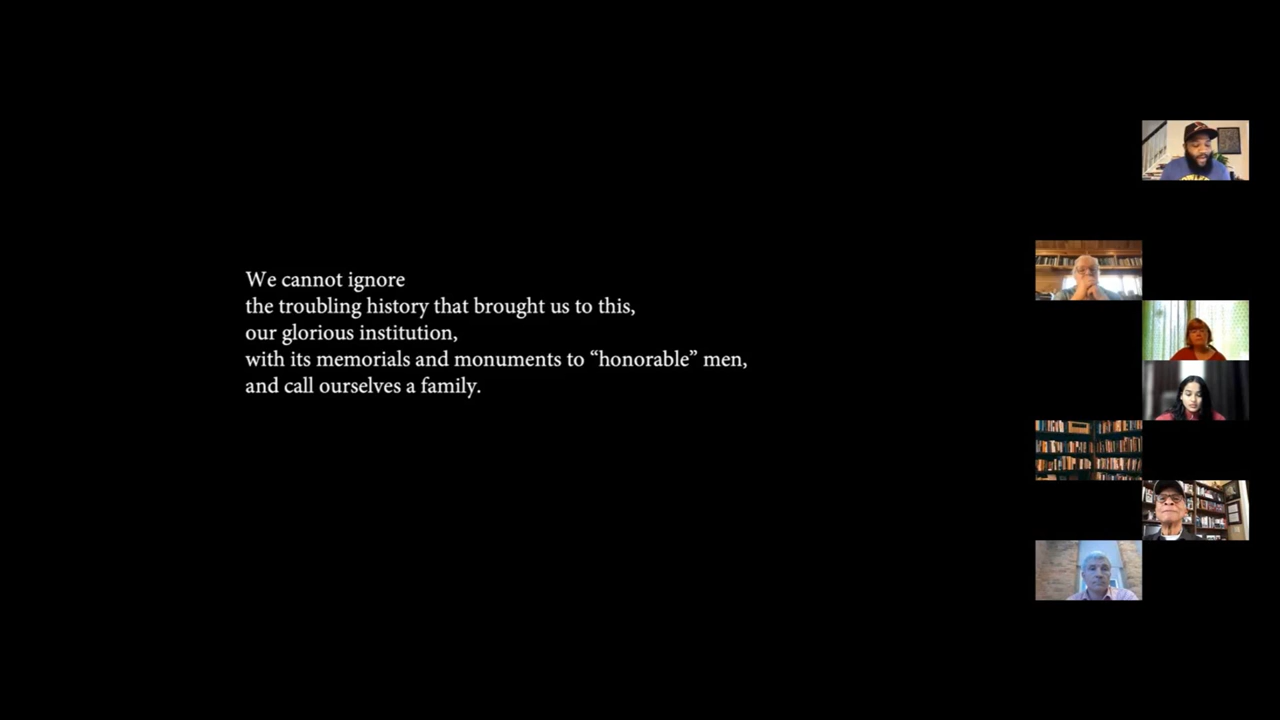 We cannot ignore
the troubling history that brought us to this,
our glorious institution,
with its memorials and monuments to “honorable” men,
and call ourselves a family.